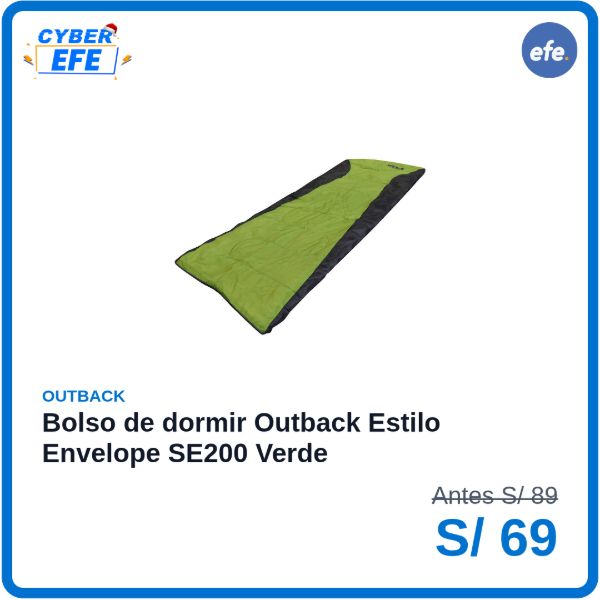 CYBER
EFE
efe.
OUTBACK
Bolso de dormir Outback Estilo
Envelope SE200 Verde
Antes S/ 89
S/ 69